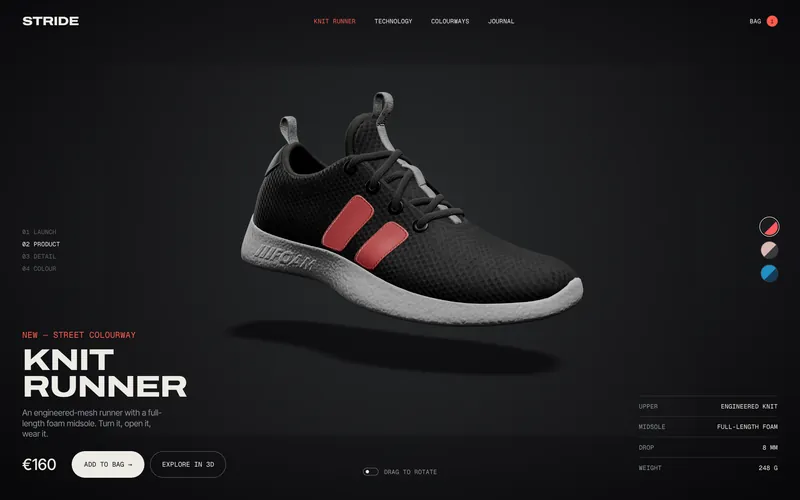 STRIDE
KNIT RUNNER
TECHNOLOGY
COLOURWAYS
JOURNAL
BAG
01 LAUNCH
02 PRODUCT
03 DETAIL
04 COLOUR
NEW — STREET COLOURWAY
KNIT
RUNNER
An engineered-mesh runner with a full-
length foam midsole. Turn it, open it,
wear it.
€160
ADD TO BAG →
EXPLORE IN 3D
DRAG TO ROTATE
UPPER ENGINEERED KNIT
MIDSOLE FULL-LENGTH FOAM
DROP 8 MM
WEIGHT 248 G